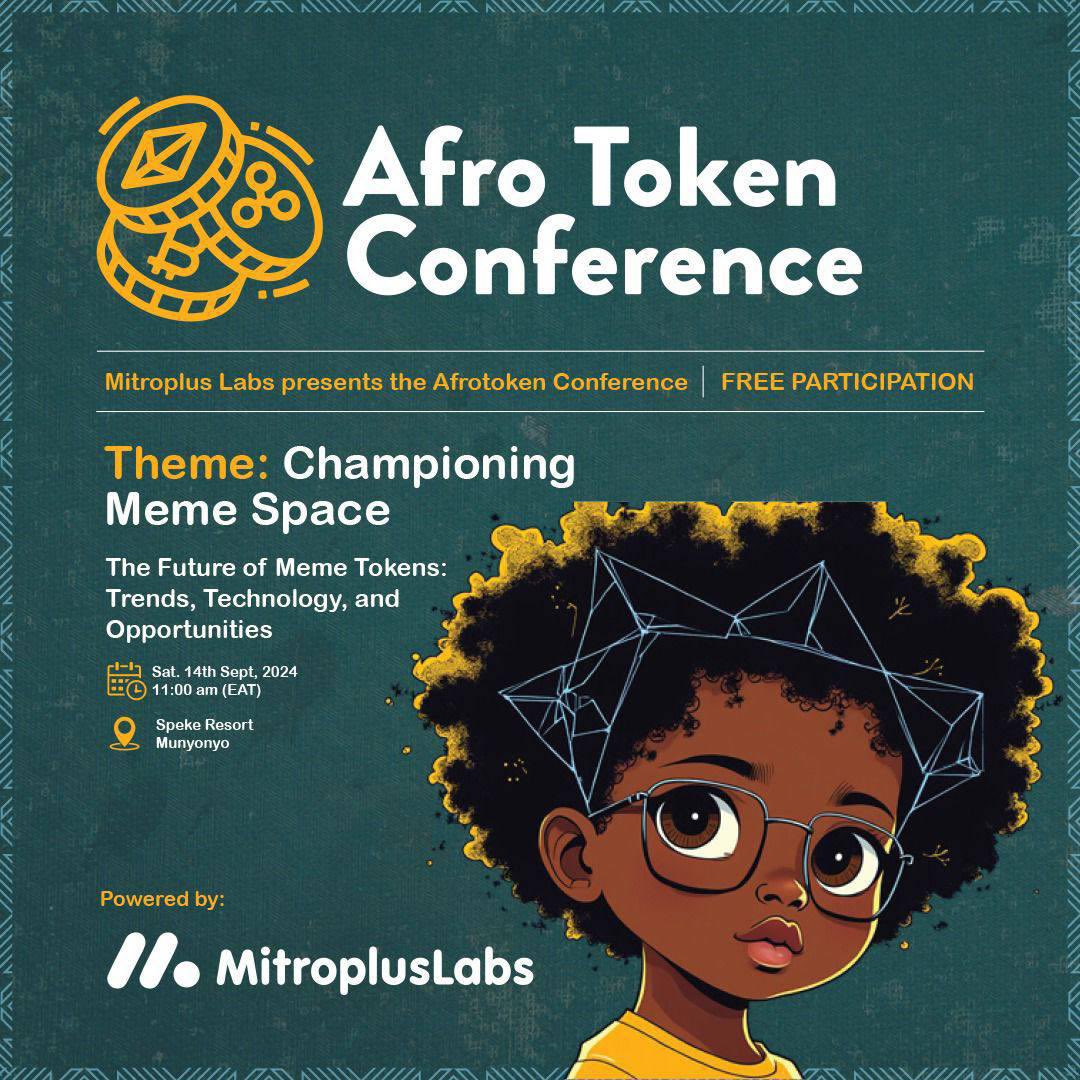 Afro Token
Conference
Mitroplus Labs presents the Afrotoken Conference | FREE PARTICIPATION
Theme: Championing
Meme Space
The Future of Meme Tokens:
Trends, Technology, and
Opportunities
Sat. 14th Sept, 2024
11:00 am (EAT)
Speke Resort
Munyonyo
Powered by:
MitroplusLabs